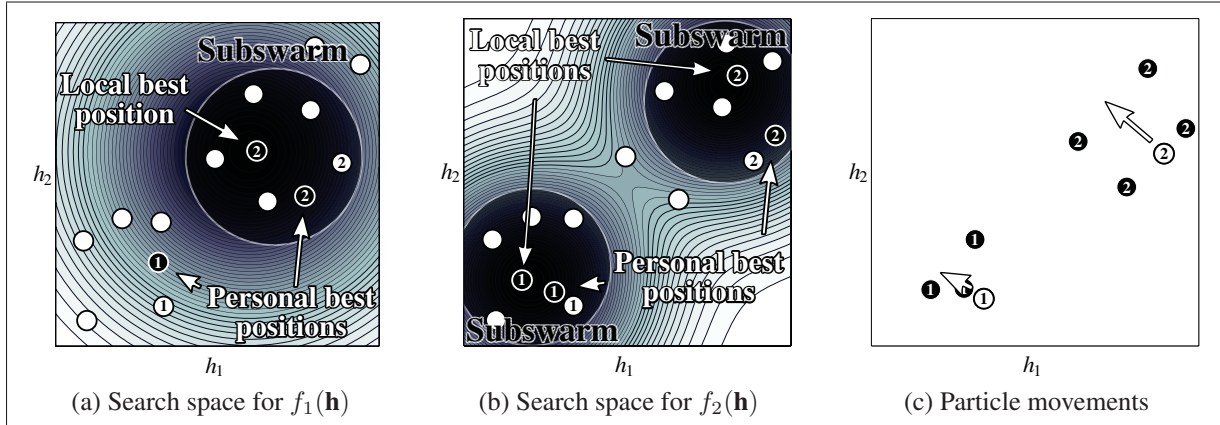 Subswarm
Local best
position
2
2
2
1
1
Personal best
positions
h2
h1
(a) Search space for f1(h)
Local best
positions
Subswarm
2
2
2
1
1
1
Personal best
positions
Subswarm
h2
h1
(b) Search space for f2(h)
2
2
2
2
2
1
1
1
1
h2
h1
(c) Particle movements